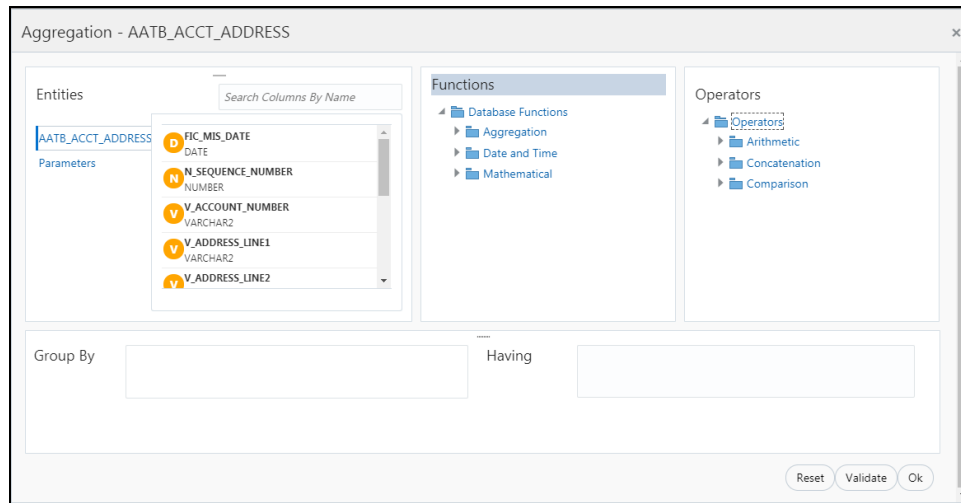 Aggregation - AATB_ACCT_ADDRESS
×
Entities
Search Columns By Name
AATB_ACCT_ADDRESS
Parameters
D
FIC_MIS_DATE
DATE
N
N_SEQUENCE_NUMBER
NUMBER
V
V_ACCOUNT_NUMBER
VARCHAR2
V
V_ADDRESS_LINE1
VARCHAR2
V
V_ADDRESS_LINE2
Functions
Database Functions
Aggregation
Date and Time
Mathematical
Operators
Operators
Arithmetic
Concatenation
Comparison
Group By
Having
Reset
Validate
Ok